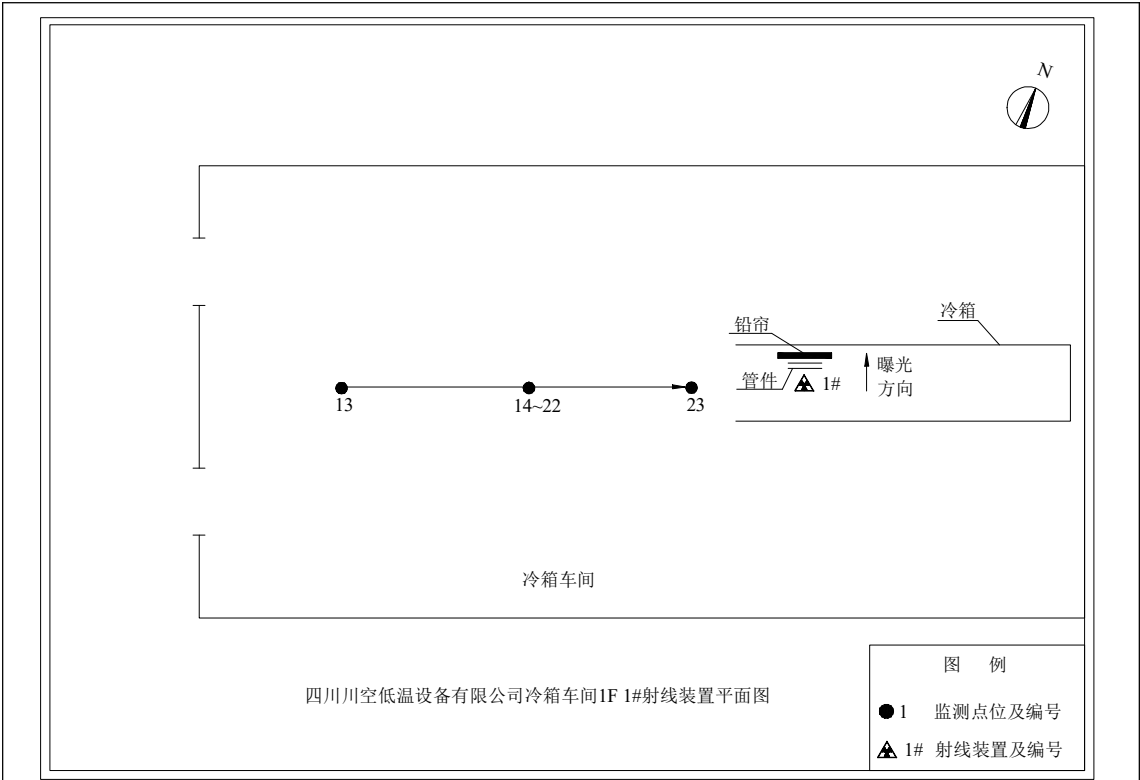 N
冷箱
铅帘
曝光
方向
管件
1#
13
14~22
23
冷箱车间
四川川空低温设备有限公司冷箱车间1F 1#射线装置平面图
图 例
1 监测点位及编号
1# 射线装置及编号